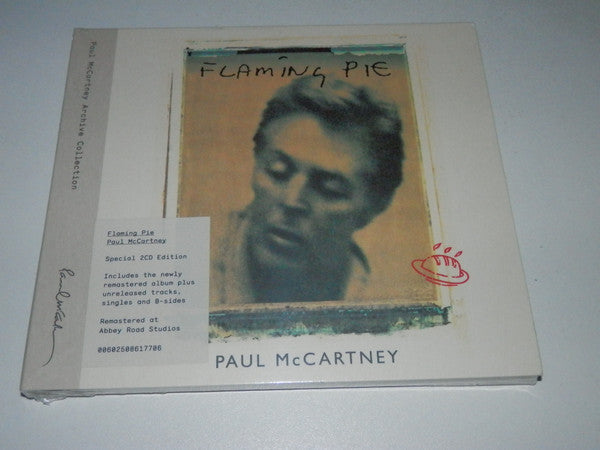 Paul McCartney Archive Collection
FLAMING PIE
Flaming Pie
Paul McCartney
Special 2CD Edition
Includes the newly
remastered album plus
unreleased tracks,
singles and B-sides
Remastered at
Abbey Road Studios
00602508617706
PAUL McCARTNEY